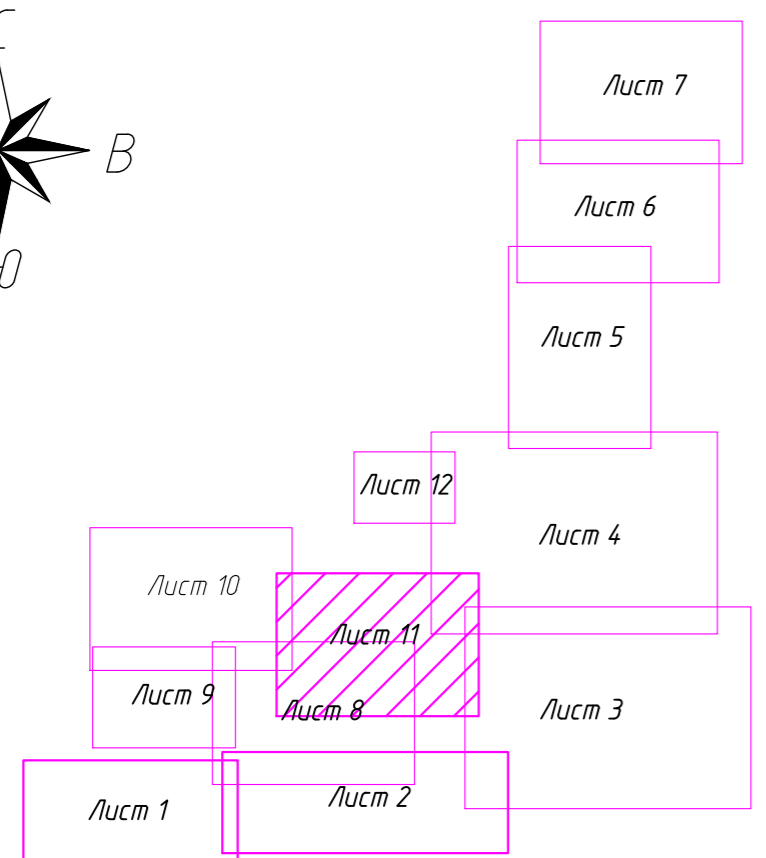 С
В
Ю
Лист 7
Лист 6
Лист 5
Лист 12
Лист 4
Лист 10
Лист 11
Лист 9
Лист 8
Лист 3
Лист 2
Лист 1